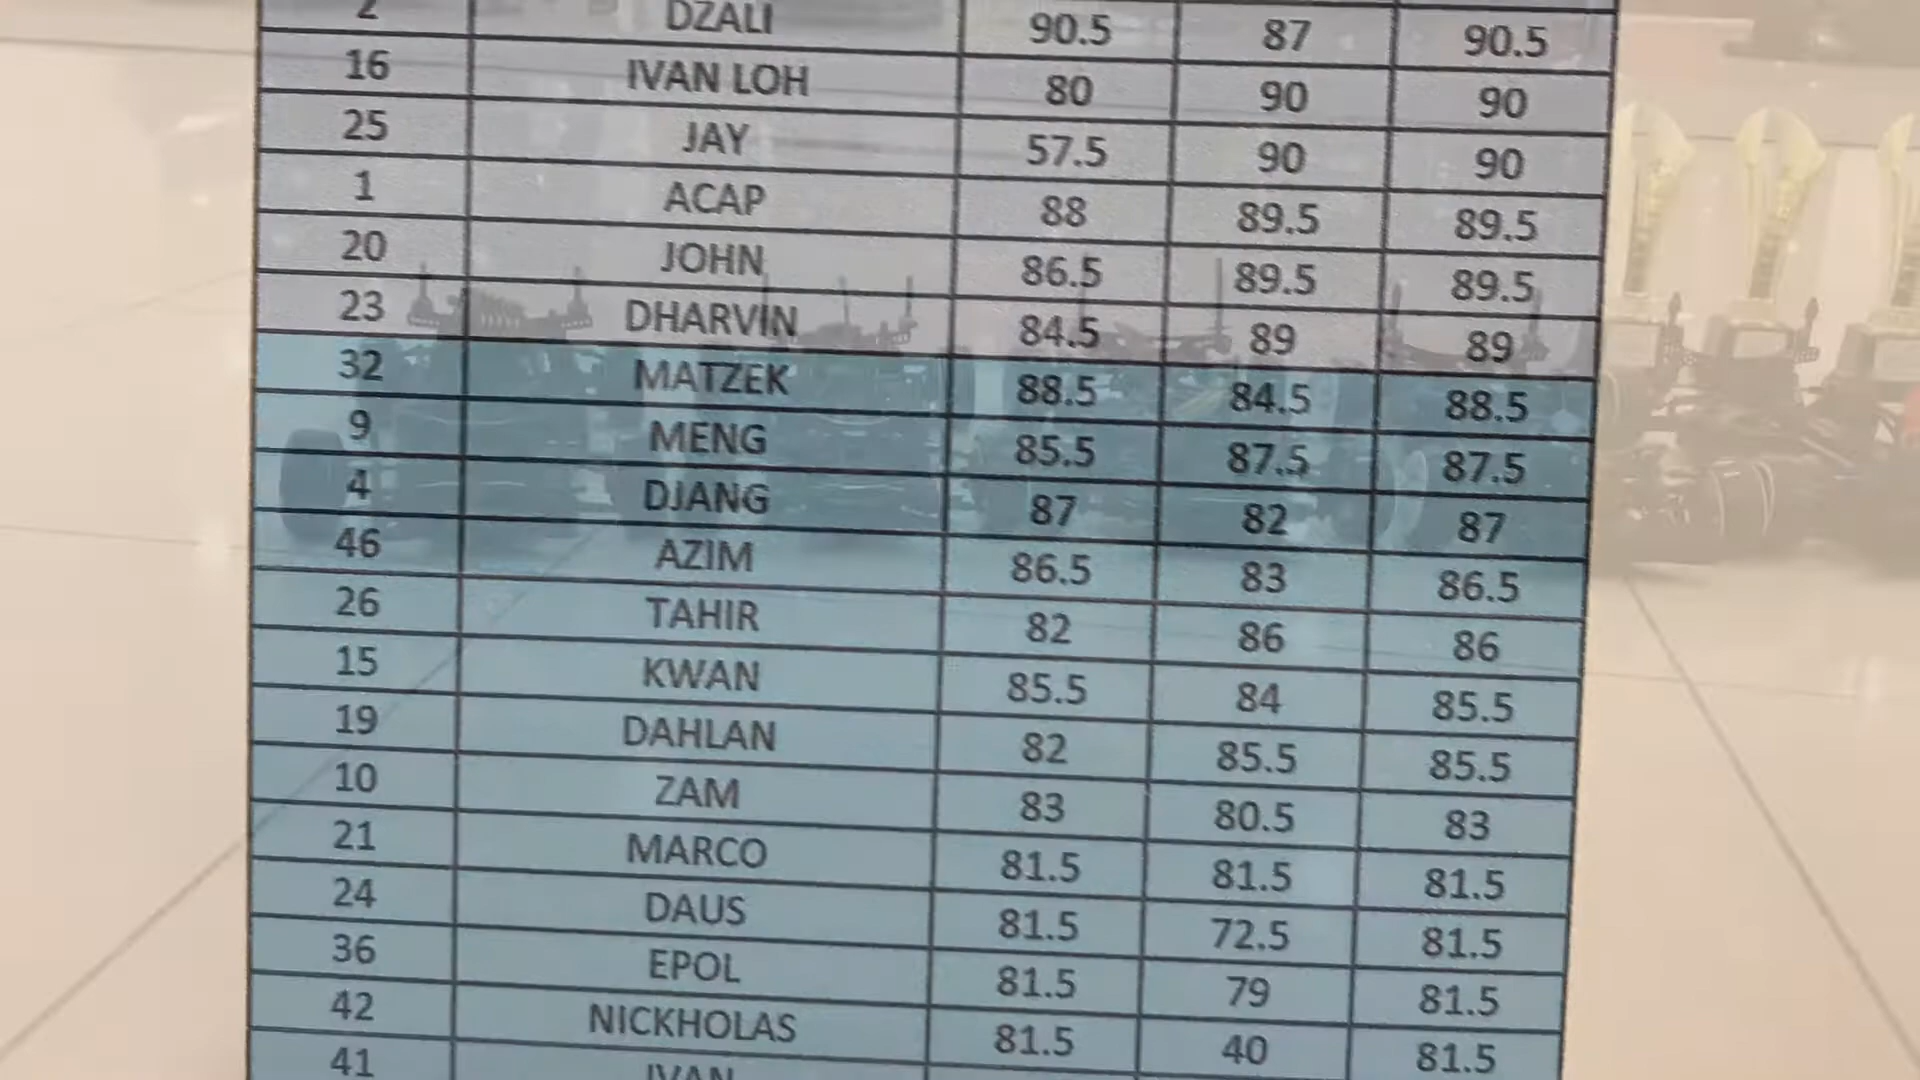 2 DZALI 90.5 87 90.5
16 IVAN LOH 80 90 90
25 JAY 57.5 90 90
1 ACAP 88 89.5 89.5
20 JOHN 86.5 89.5 89.5
23 DHARVIN 84.5 89 89
32 MATZEK 88.5 84.5 88.5
9 MENG 85.5 87.5 87.5
4 DJANG 87 82 87
46 AZIM 86.5 83 86.5
26 TAHIR 82 86 86
15 KWAN 85.5 84 85.5
19 DAHLAN 82 85.5 85.5
10 ZAM 83 80.5 83
21 MARCO 81.5 81.5 81.5
24 DAUS 81.5 72.5 81.5
36 EPOL 81.5 79 81.5
42 NICKHOLAS 81.5 40 81.5
41 IVAN